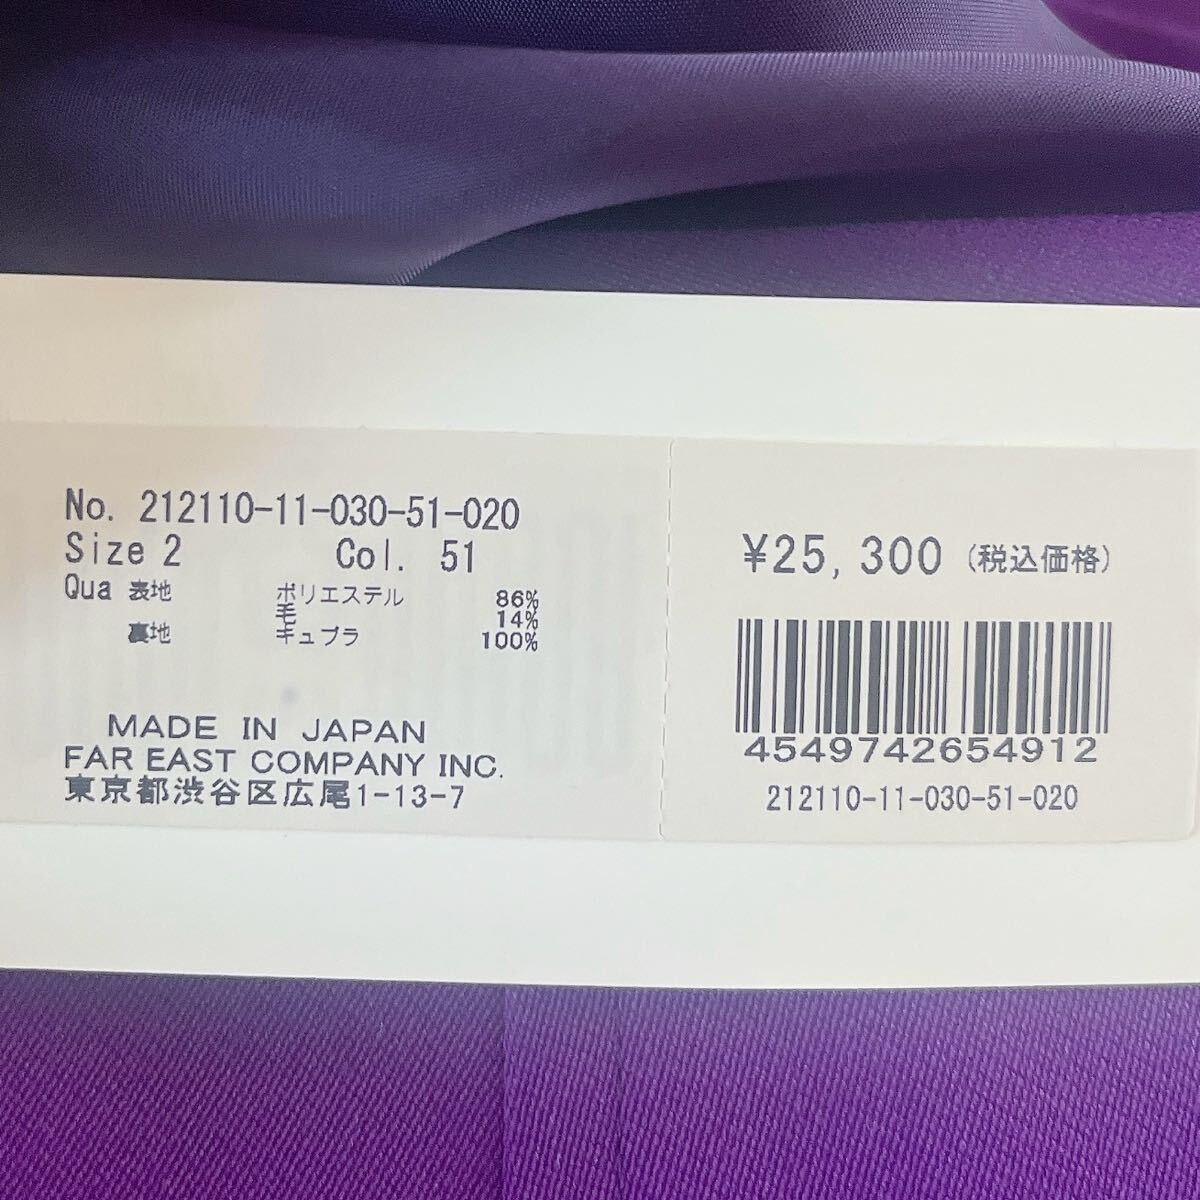 No. 212110-11-030-51-020
Size 2 Col. 51
Qua 表地 ポリエステル 86%
毛 14%
裏地 キュプラ 100%
MADE IN JAPAN
FAR EAST COMPANY INC.
東京都渋谷区広尾1-13-7
¥25,300 (税込価格)
4549742654912
212110-11-030-51-020